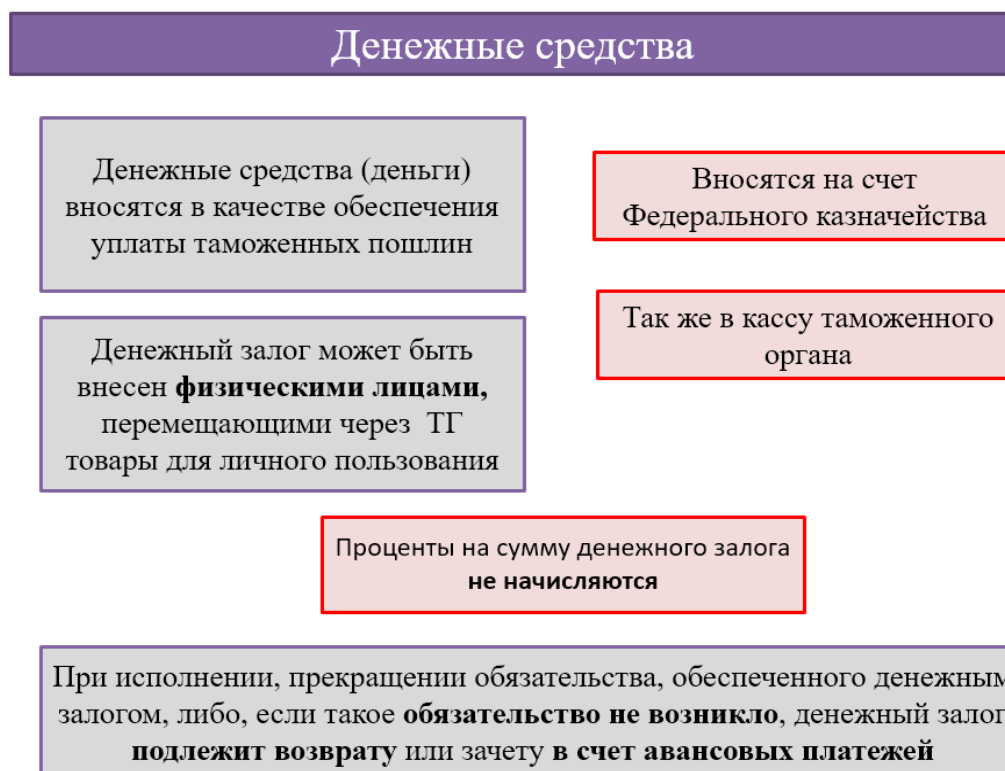 Денежные средства
Денежные средства (деньги)
вносятся в качестве обеспечения
уплаты таможенных пошлин
Вносятся на счет
Федерального казначейства
Денежный залог может быть
внесен физическими лицами,
перемещающими через ТГ
товары для личного пользования
Так же в кассу таможенного
органа
Проценты на сумму денежного залога
не начисляются
При исполнении, прекращении обязательства, обеспеченного денежным
залогом, либо, если такое обязательство не возникло, денежный залог
подлежит возврату или зачету в счет авансовых платежей